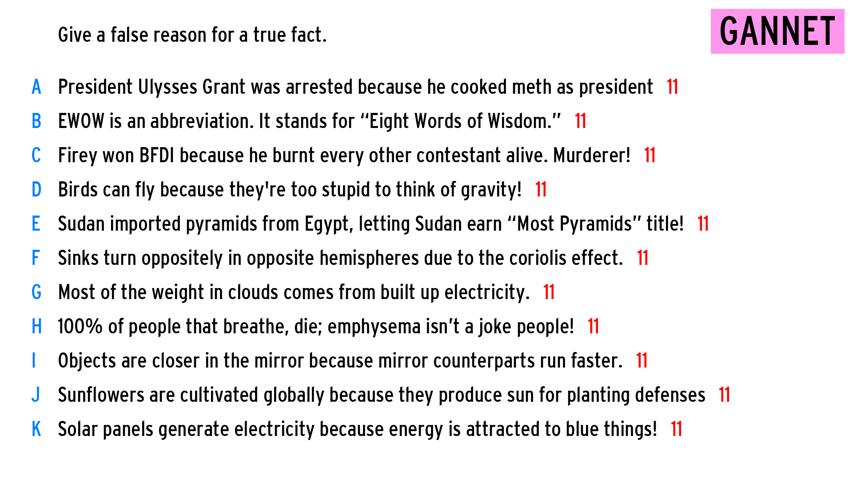 Give a false reason for a true fact.
GANNET
A President Ulysses Grant was arrested because he cooked meth as president 11
B EWOW is an abbreviation. It stands for “Eight Words of Wisdom.” 11
C Firey won BFDI because he burnt every other contestant alive. Murderer! 11
D Birds can fly because they're too stupid to think of gravity! 11
E Sudan imported pyramids from Egypt, letting Sudan earn “Most Pyramids” title! 11
F Sinks turn oppositely in opposite hemispheres due to the coriolis effect. 11
G Most of the weight in clouds comes from built up electricity. 11
H 100% of people that breathe, die; emphysema isn’t a joke people! 11
I Objects are closer in the mirror because mirror counterparts run faster. 11
J Sunflowers are cultivated globally because they produce sun for planting defenses 11
K Solar panels generate electricity because energy is attracted to blue things! 11